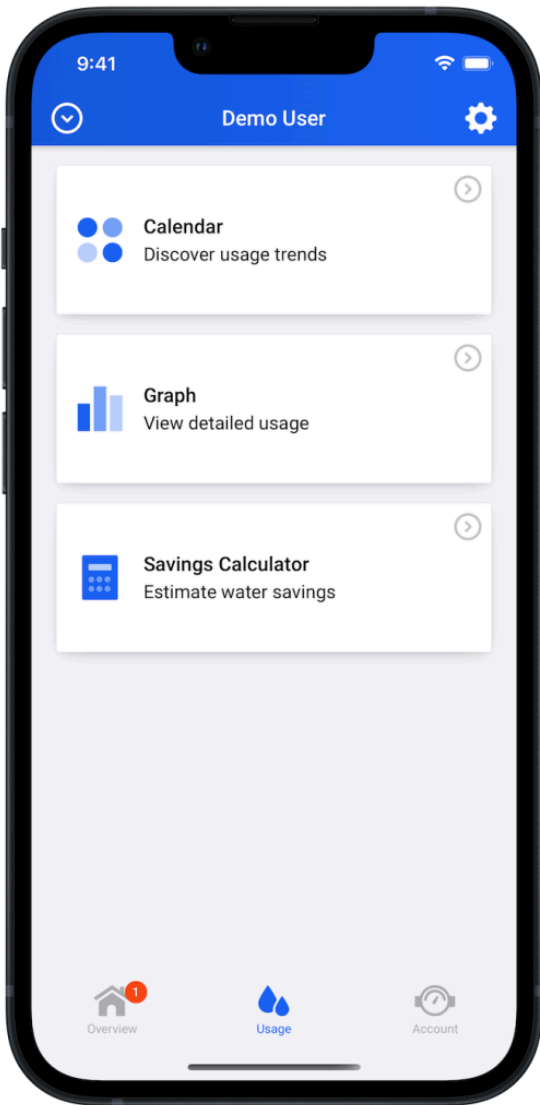 9:41
Demo User
Calendar
Discover usage trends
Graph
View detailed usage
Savings Calculator
Estimate water savings
1
Overview
Usage
Account